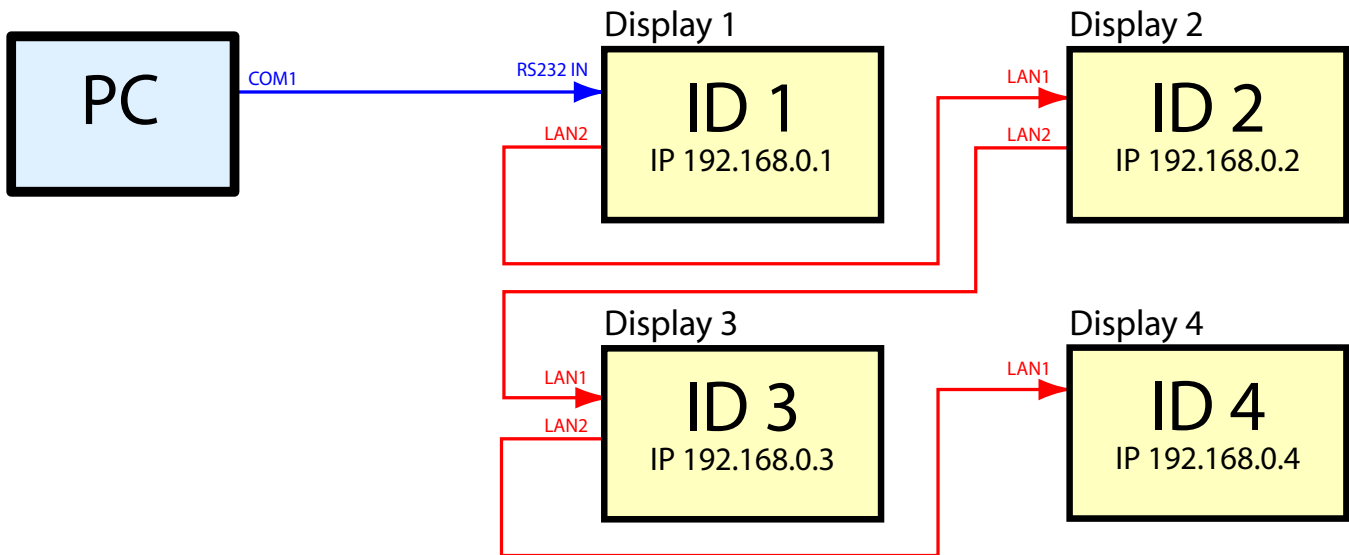 Display 1
Display 2
PC
COM1
RS232 IN
LAN2
ID 1
IP 192.168.0.1
LAN1
LAN2
ID 2
IP 192.168.0.2
Display 3
Display 4
LAN1
LAN2
ID 3
IP 192.168.0.3
LAN1
ID 4
IP 192.168.0.4